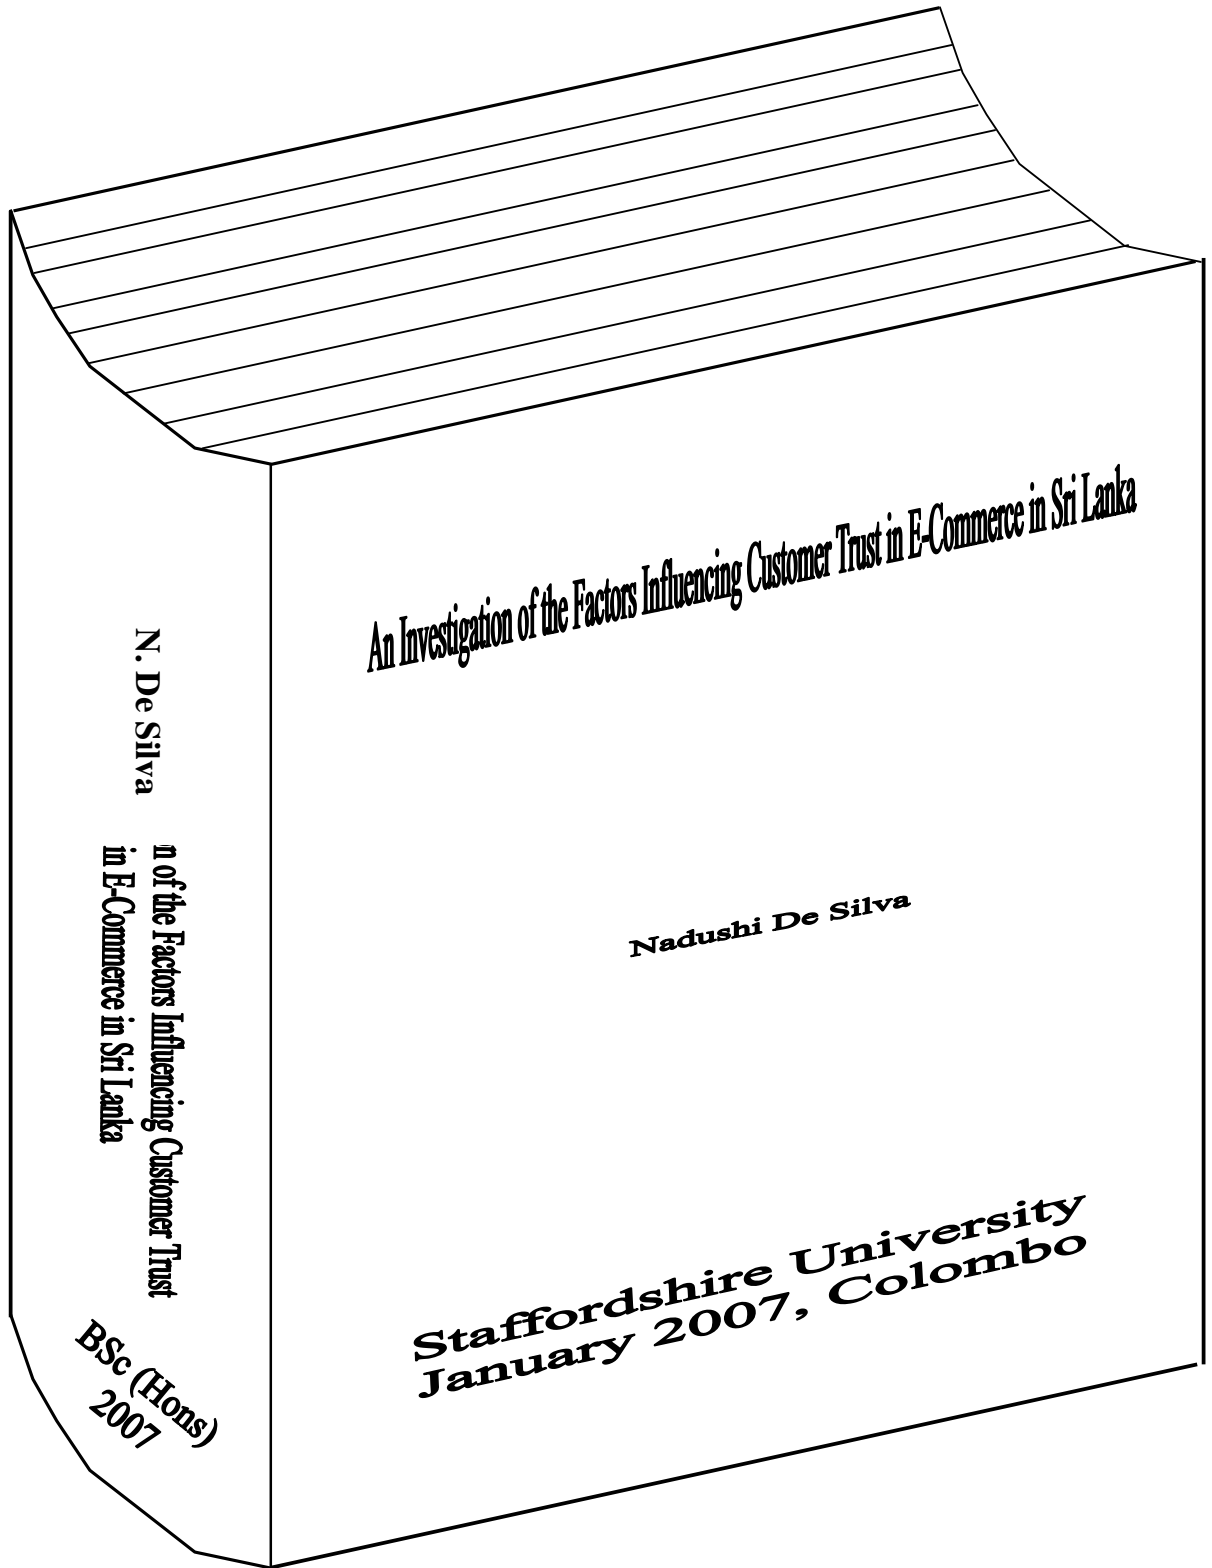 An Investigation of the Factors Influencing Customer Trust in E-Commerce in Sri Lanka
Nadushi De Silva
Staffordshire University
January 2007, Colombo
N. De Silva
n of the Factors Influencing Customer Trust
in E-Commerce in Sri Lanka
BSc (Hons)
2007